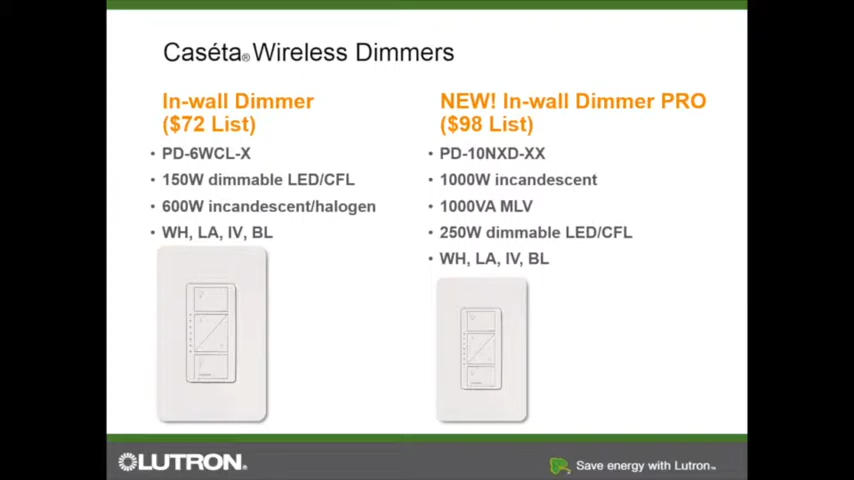 Caséta® Wireless Dimmers
In-wall Dimmer
($72 List)
• PD-6WCL-X
• 150W dimmable LED/CFL
• 600W incandescent/halogen
• WH, LA, IV, BL
NEW! In-wall Dimmer PRO
($98 List)
• PD-10NXD-XX
• 1000W incandescent
• 1000VA MLV
• 250W dimmable LED/CFL
• WH, LA, IV, BL
LUTRON®
Save energy with Lutron™